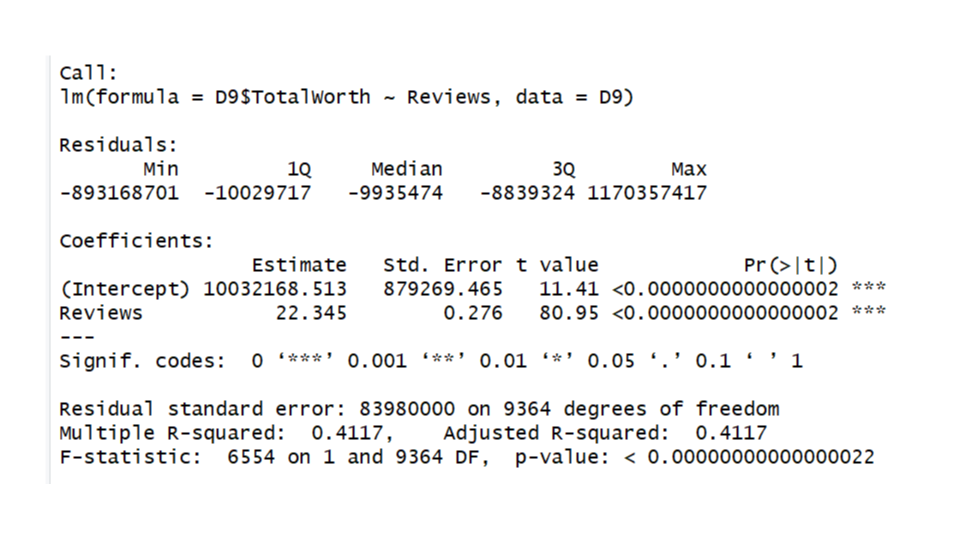 Call:
lm(formula = D9$TotalWorth ~ Reviews, data = D9)
Residuals:
Min 1Q Median 3Q Max
-893168701 -10029717 -9935474 -8839324 1170357417
Coefficients:
Estimate Std. Error t value Pr(>|t|)
(Intercept) 10032168.513 879269.465 11.41 <0.0000000000000002 ***
Reviews 22.345 0.276 80.95 <0.0000000000000002 ***
---
Signif. codes: 0 ‘***’ 0.001 ‘**’ 0.01 ‘*’ 0.05 ‘.’ 0.1 ‘ ’ 1
Residual standard error: 83980000 on 9364 degrees of freedom
Multiple R-squared: 0.4117, Adjusted R-squared: 0.4117
F-statistic: 6554 on 1 and 9364 DF, p-value: < 0.00000000000000022